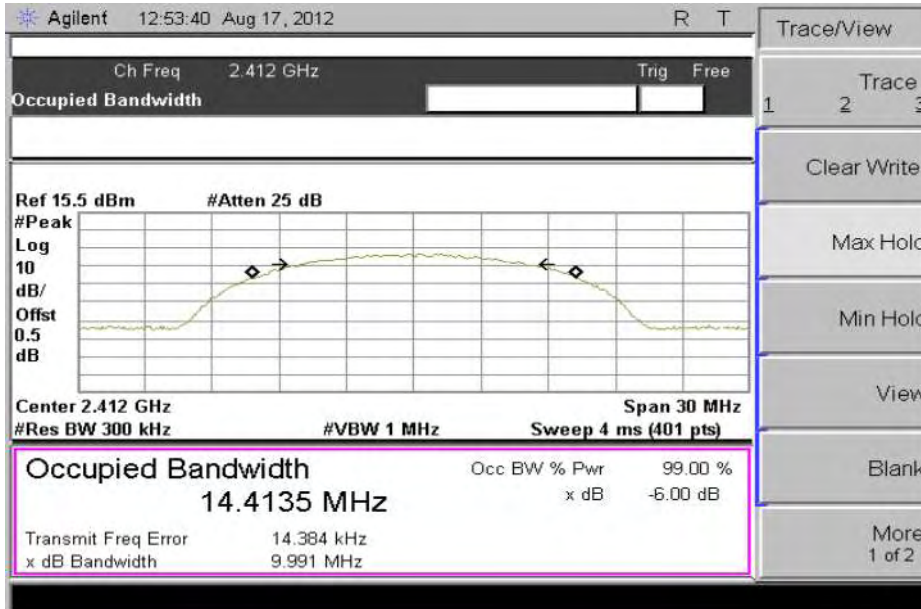 Agilent 12:53:40 Aug 17, 2012 R T
Trace/View
Ch Freq 2.412 GHz Trig Free
Occupied Bandwidth
Trace
1 2 3
Clear Write
Max Hold
Min Hold
View
Blank
More
1 of 2
Ref 15.5 dBm #Atten 25 dB
#Peak
Log
10
dB/
Offst
0.5
dB
Center 2.412 GHz Span 30 MHz
#Res BW 300 kHz #VBW 1 MHz Sweep 4 ms (401 pts)
Occupied Bandwidth
14.4135 MHz
Occ BW % Pwr 99.00 %
x dB -6.00 dB
Transmit Freq Error 14.384 kHz
x dB Bandwidth 9.991 MHz